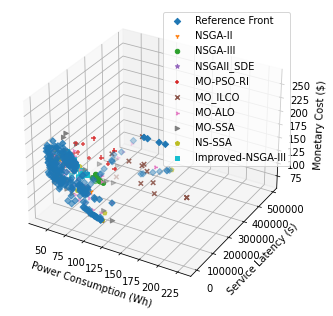 Reference Front
NSGA-II
NSGA-III
NSGAII_SDE
MO-PSO-RI
MO_ILCO
MO-ALO
MO-SSA
NS-SSA
Improved-NSGA-III
250
225
200
175
150
125
100
75
Monetary Cost ($)
500000
400000
300000
200000
100000
0
Service Latency (s)
50
75
100
125
150
175
200
225
Power Consumption (Wh)